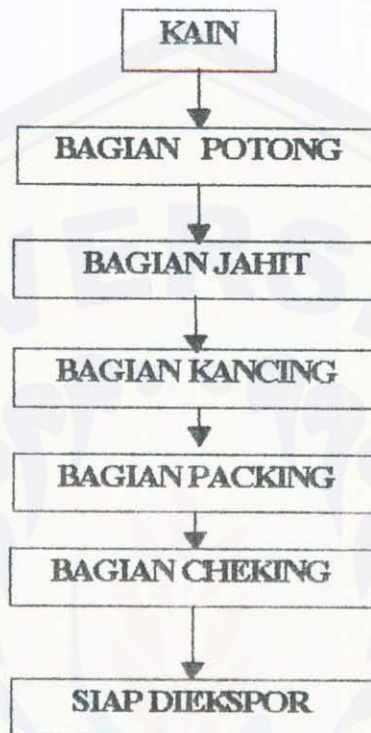 KAIN
BAGIAN POTONG
BAGIAN JAHIT
BAGIAN KANCING
BAGIAN PACKING
BAGIAN CHEKING
SIAP DIEKSPOR